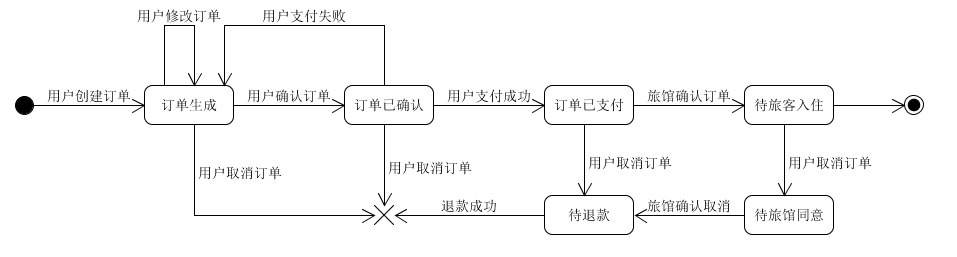 用户修改订单
用户支付失败
用户创建订单
订单生成
用户确认订单
订单已确认
用户支付成功
订单已支付
旅馆确认订单
待旅客入住
用户取消订单
用户取消订单
用户取消订单
用户取消订单
退款成功
待退款
旅馆确认取消
待旅馆同意